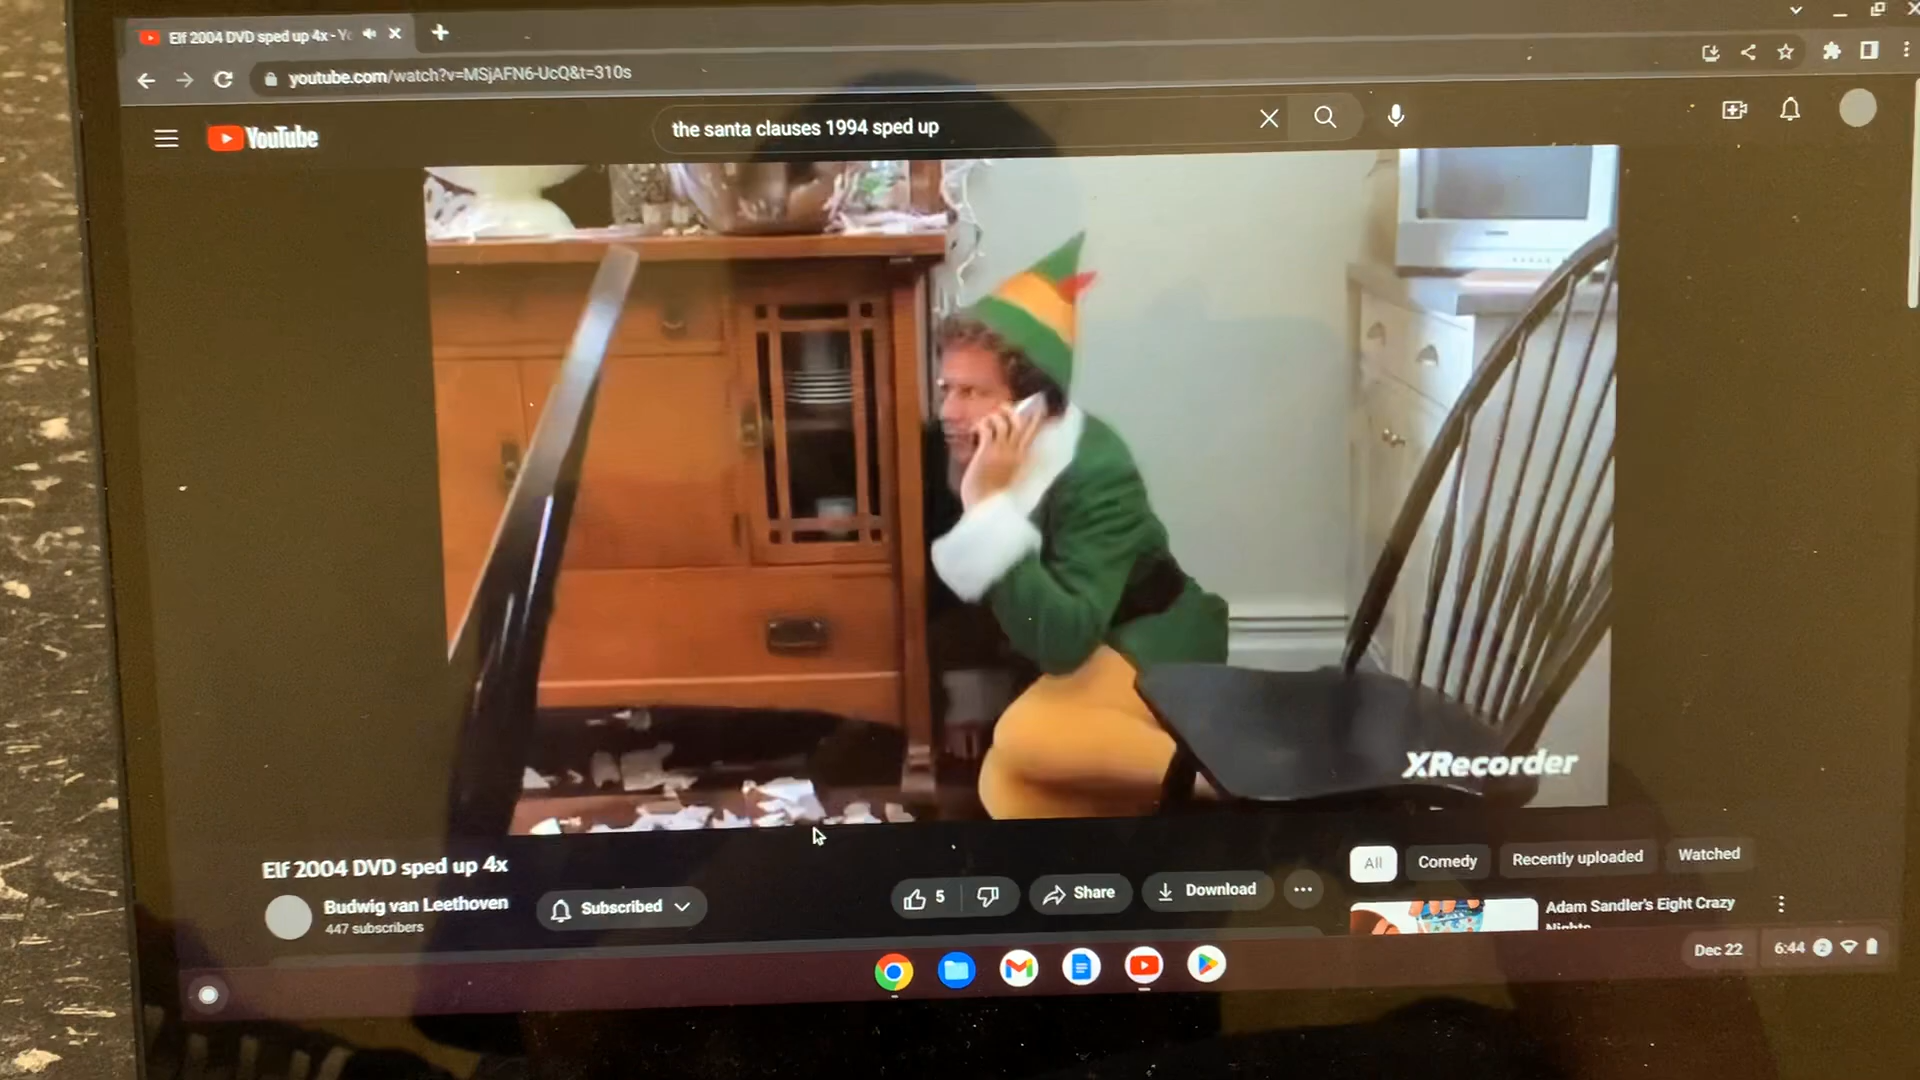 Elf 2004 DVD sped up 4x - Yo
youtube.com/watch?v=MSjAFN6-UcQ&t=310s
YouTube
the santa clauses 1994 sped up
XRecorder
Elf 2004 DVD sped up 4x
Budwig van Leethoven
447 subscribers
Subscribed
5
Share
Download
All
Comedy
Recently uploaded
Watched
Adam Sandler's Eight Crazy
Nights
Dec 22
6:44
2